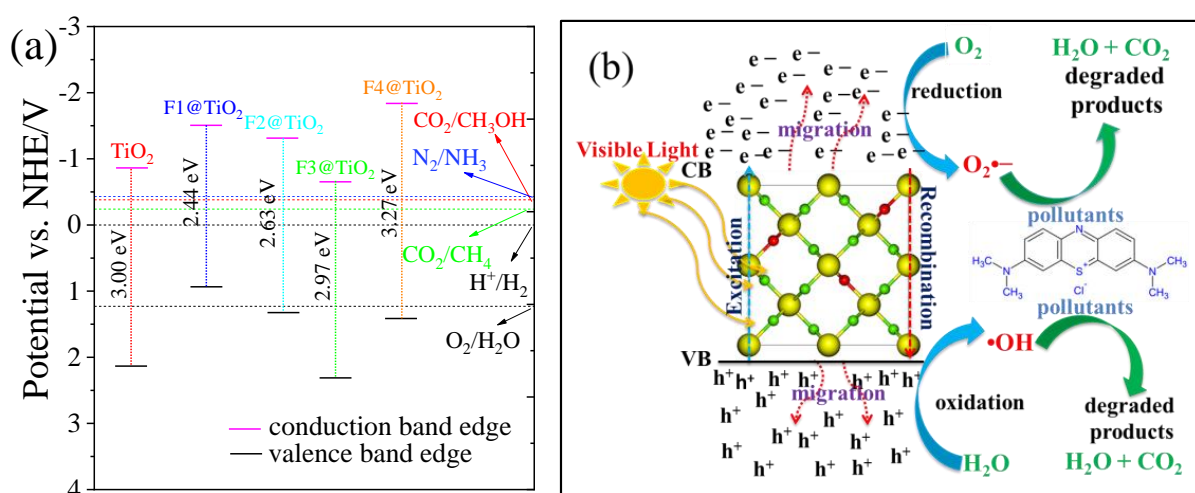 (a)
Potential vs. NHE/V
-3
-2
-1
0
1
2
3
4
TiO₂
F1@TiO₂
F2@TiO₂
F3@TiO₂
F4@TiO₂
3.00 eV
2.44 eV
2.63 eV
2.97 eV
3.27 eV
CO₂/CH₃OH
N₂/NH₃
CO₂/CH₄
H⁺/H₂
O₂/H₂O
conduction band edge
valence band edge
(b)
e − e − e −
e − e −
e − e − e −
e − e − e −
e − e − e − e −
e − e − e − e −
migration
Visible Light
CB
Excitation
Recombination
VB
h⁺ h⁺ h⁺ h⁺ h⁺ h⁺ h⁺
migration
h⁺ h⁺ h⁺ h⁺
h⁺ h⁺ h⁺ h⁺
h⁺ h⁺ h⁺ h⁺
h⁺ h⁺ h⁺
O₂
reduction
O₂•−
H₂O + CO₂
degraded
products
pollutants
N
H₃C
N
CH₃
S⁺
Cl⁻
N
CH₃
CH₃
pollutants
•OH
oxidation
H₂O
degraded
products
H₂O + CO₂